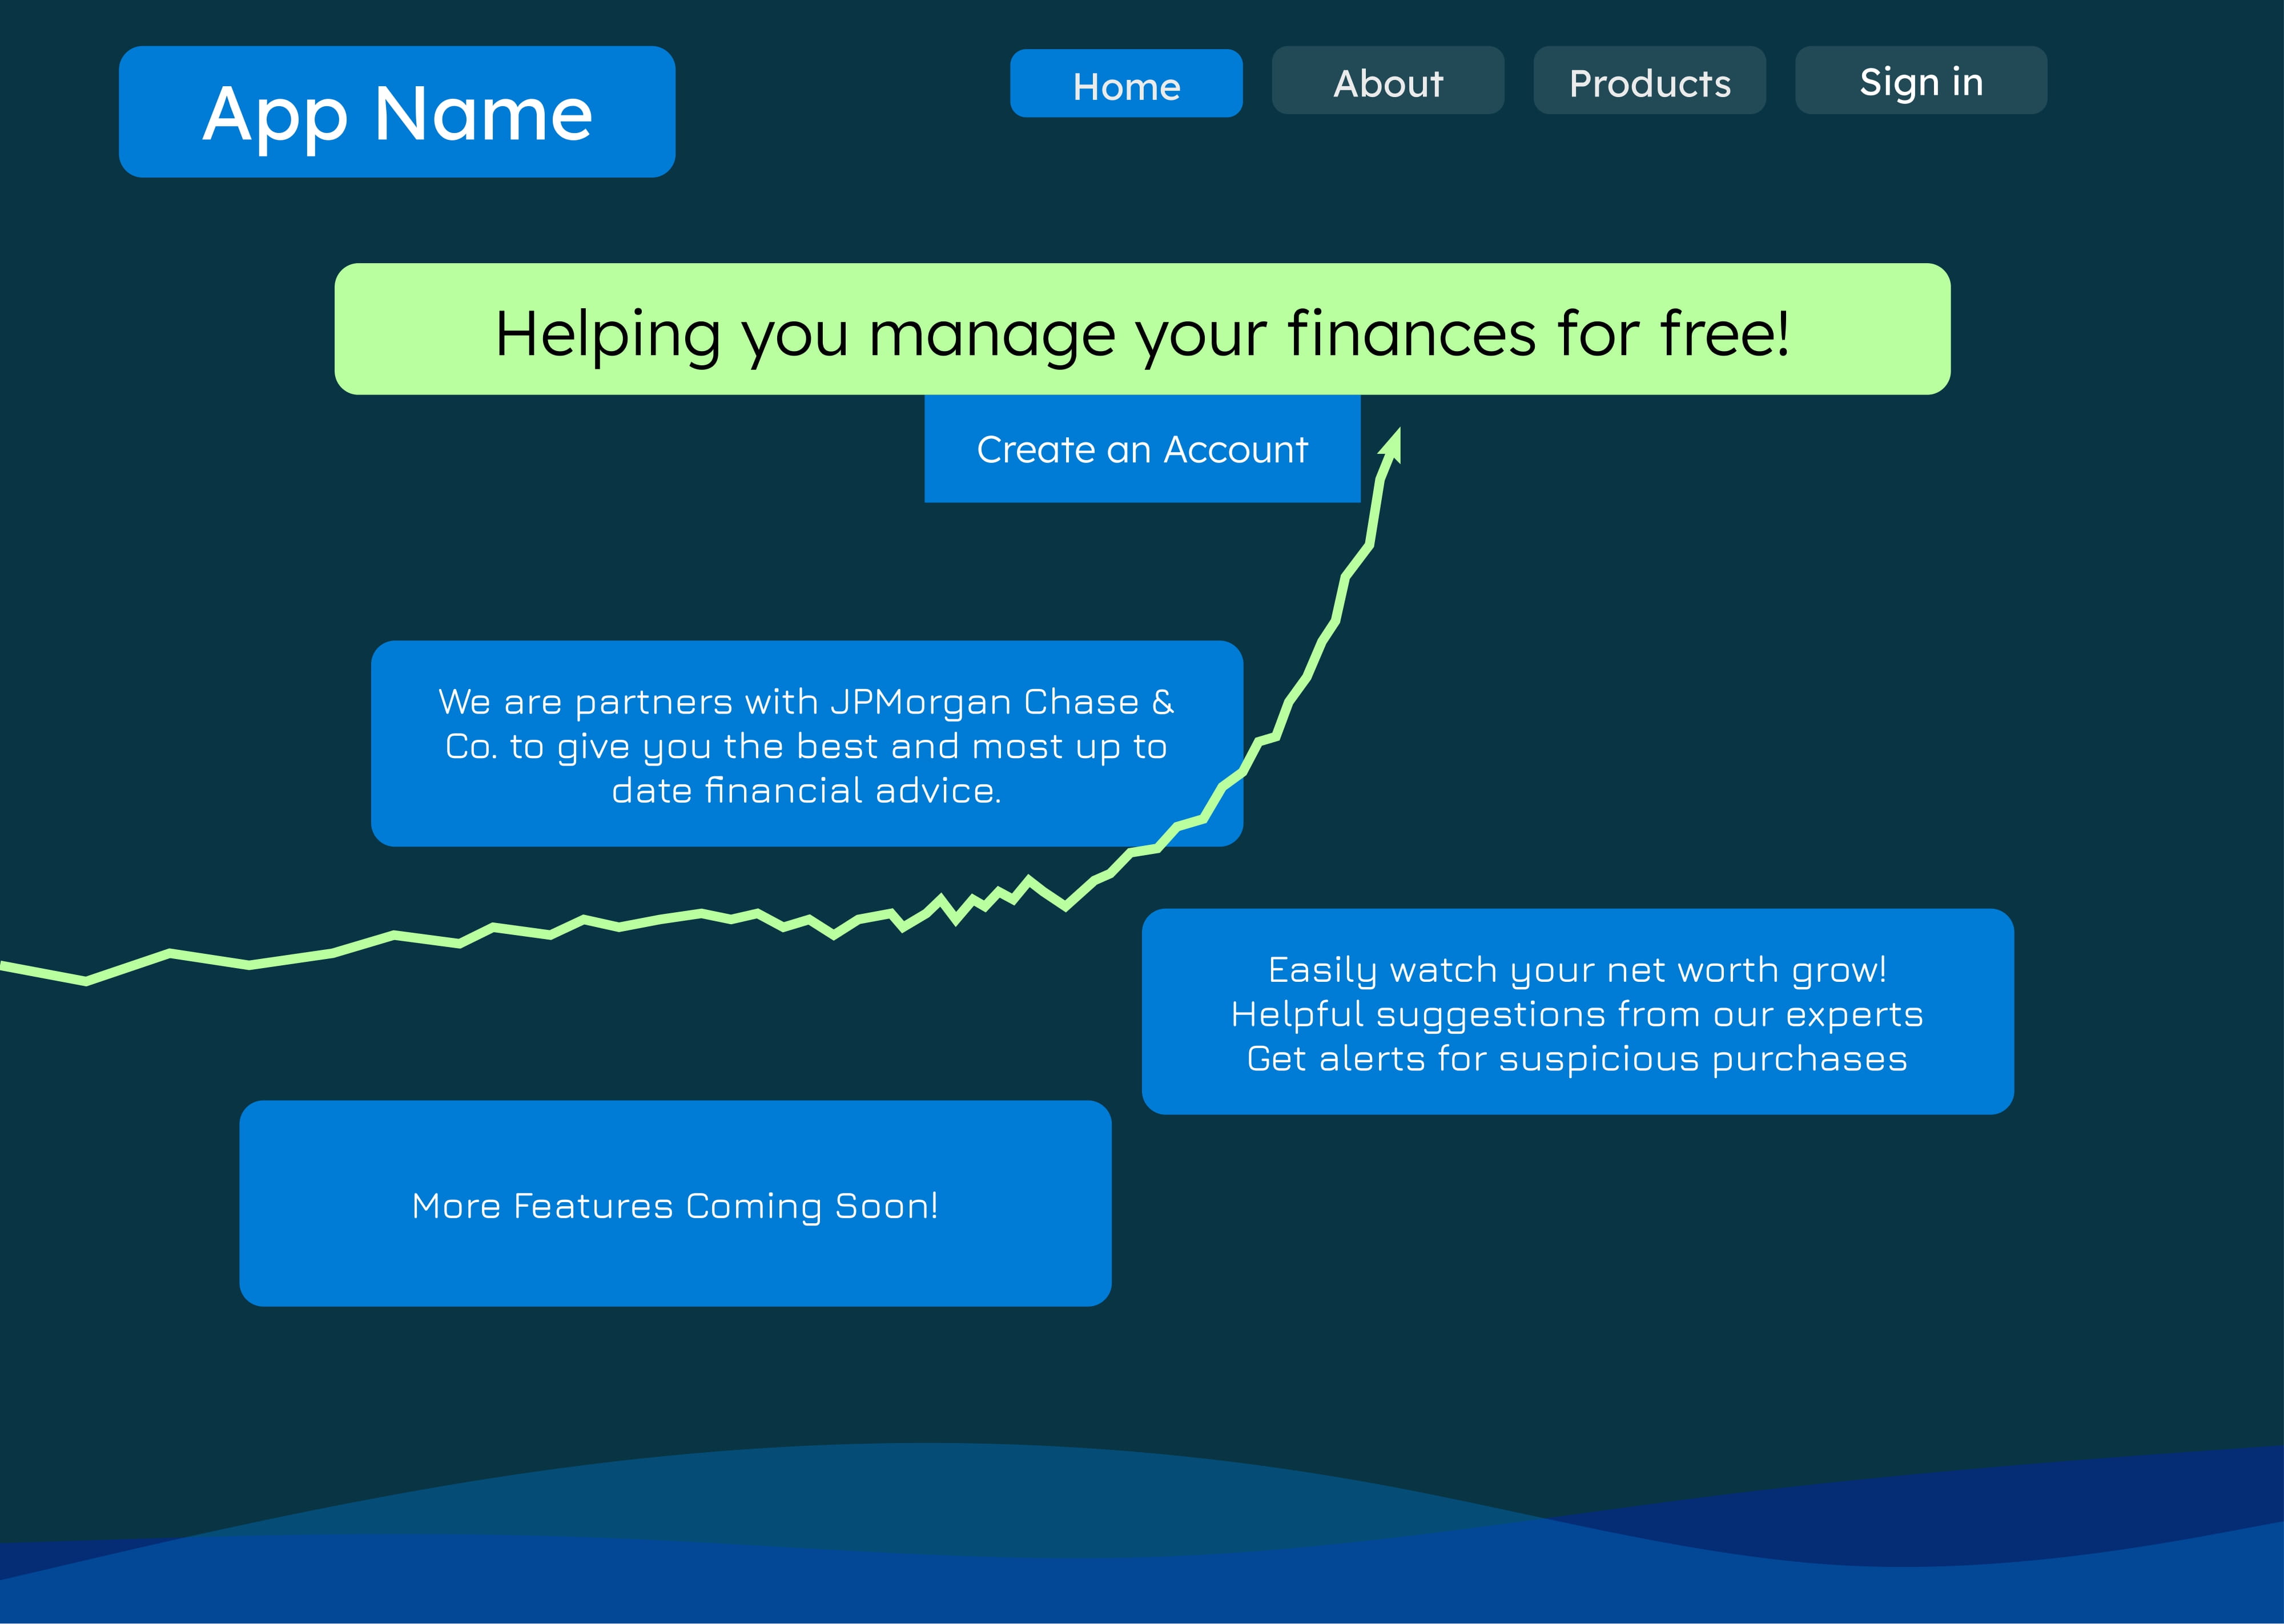 App Name
Home
About
Products
Sign in
Helping you manage your finances for free!
Create an Account
We are partners with JPMorgan Chase &
Co. to give you the best and most up to
date financial advice.
Easily watch your net worth grow!
Helpful suggestions from our experts
Get alerts for suspicious purchases
More Features Coming Soon!